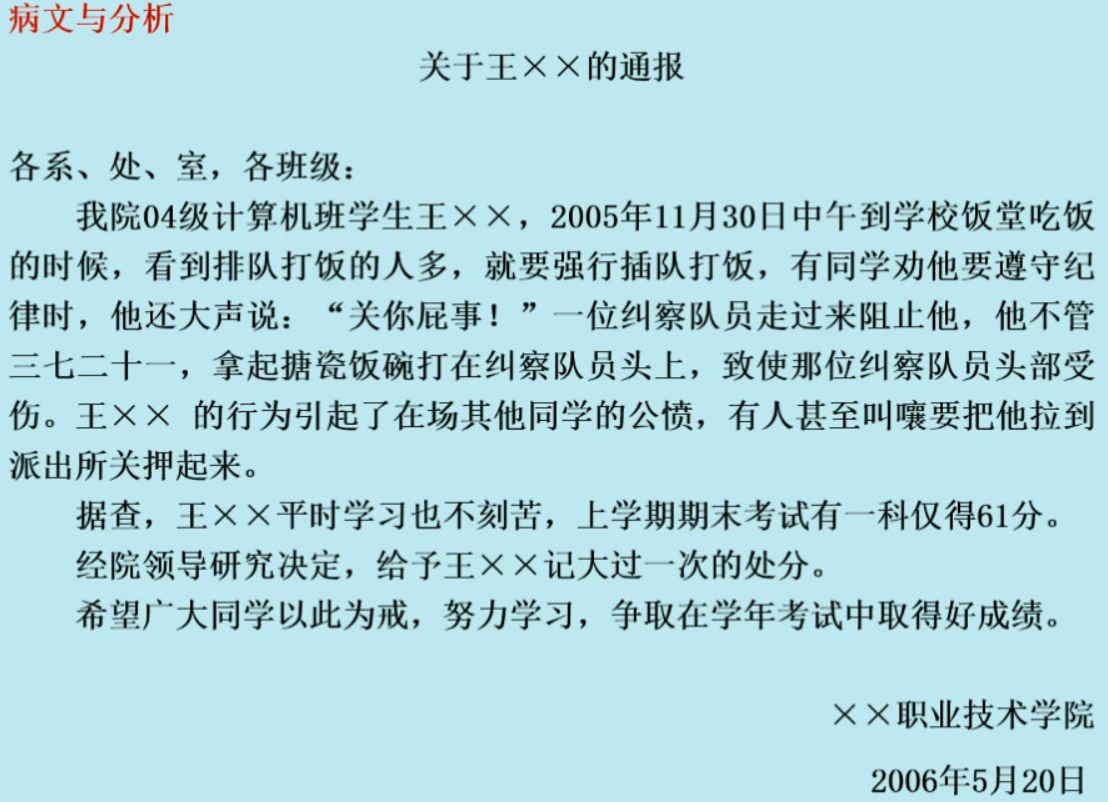 病文与分析
关于王××的通报
各系、处、室，各班级：
我院04级计算机班学生王××，2005年11月30日中午到学校饭堂吃饭
的时候，看到排队打饭的人多，就要强行插队打饭，有同学劝他要遵守纪
律时，他还大声说：“关你屁事！”一位纠察队员走过来阻止他，他不管
三七二十一，拿起搪瓷饭碗打在纠察队员头上，致使那位纠察队员头部受
伤。王×× 的行为引起了在场其他同学的公愤，有人甚至叫嚷要把他拉到
派出所关押起来。
据查，王××平时学习也不刻苦，上学期期末考试有一科仅得61分。
经院领导研究决定，给予王××记大过一次的处分。
希望广大同学以此为戒，努力学习，争取在学年考试中取得好成绩。
××职业技术学院
2006年5月20日